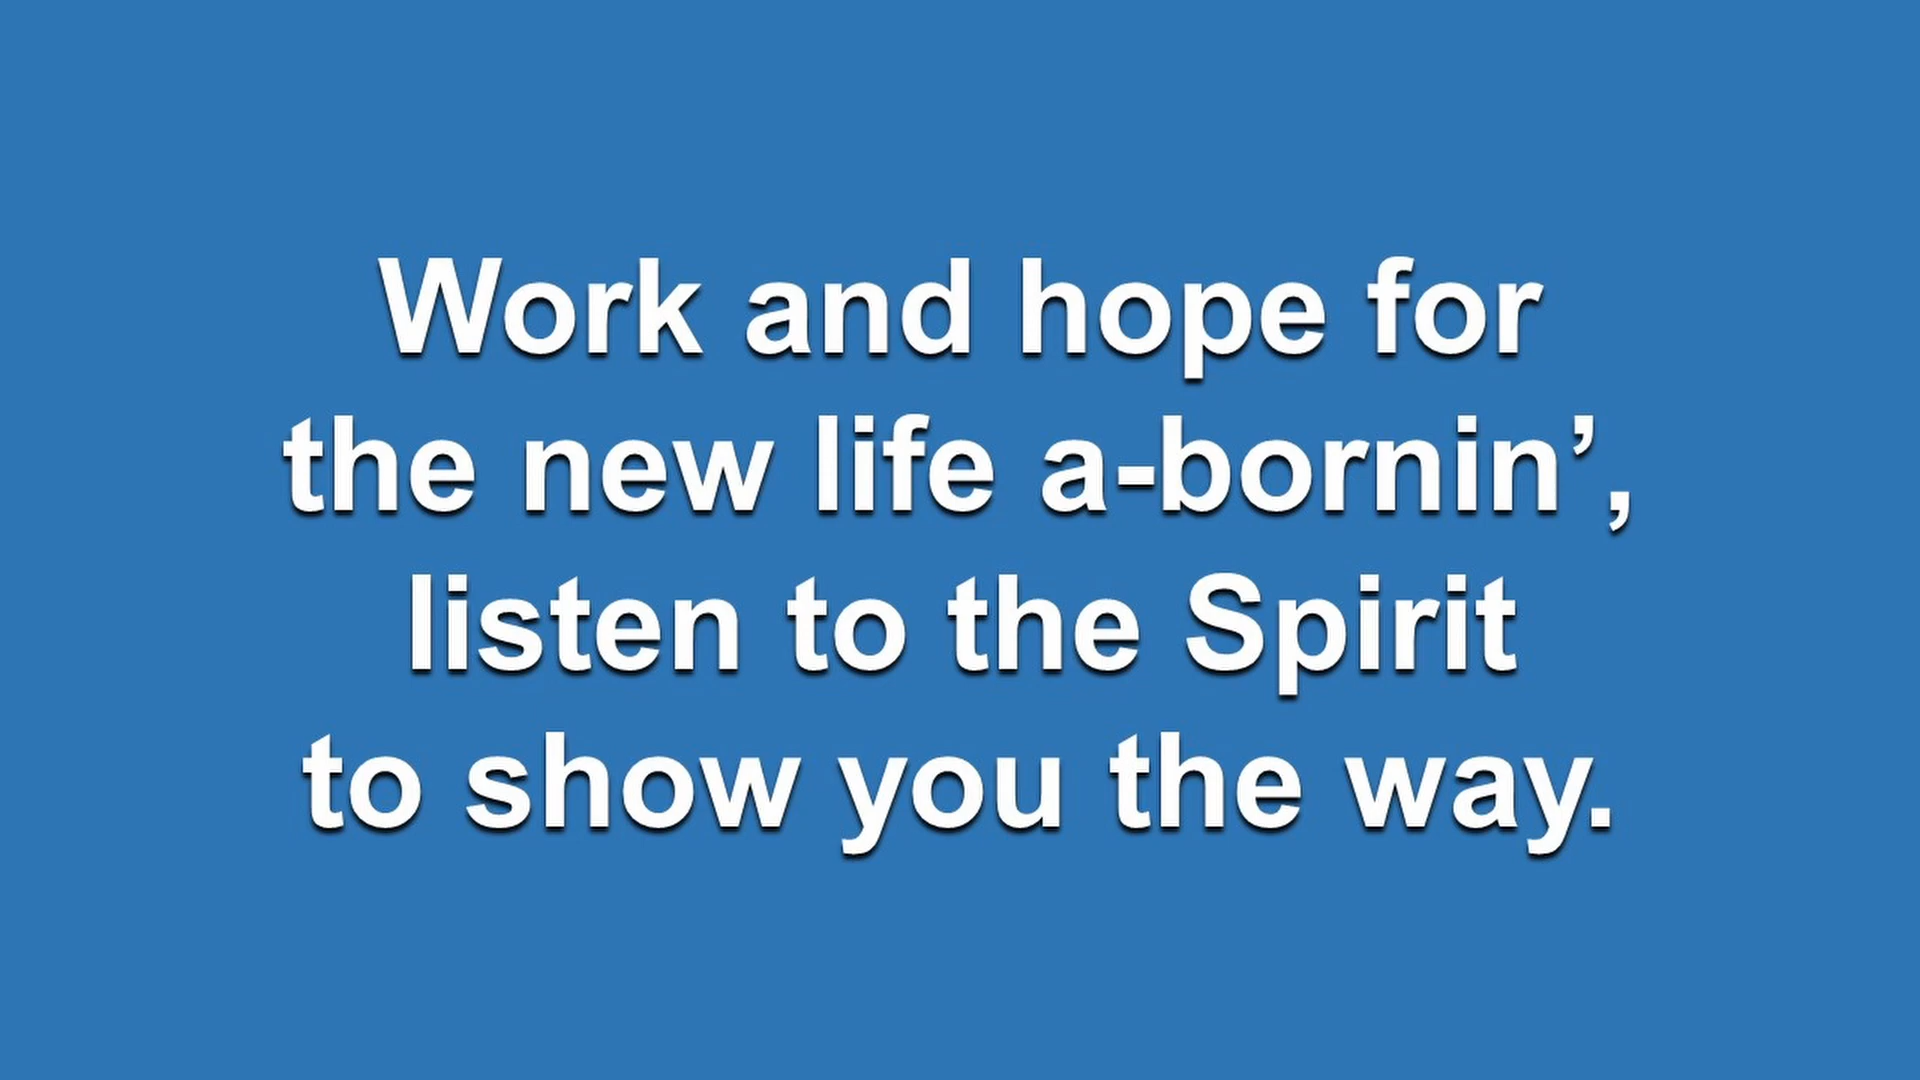 Work and hope for
the new life a-bornin’,
listen to the Spirit
to show you the way.